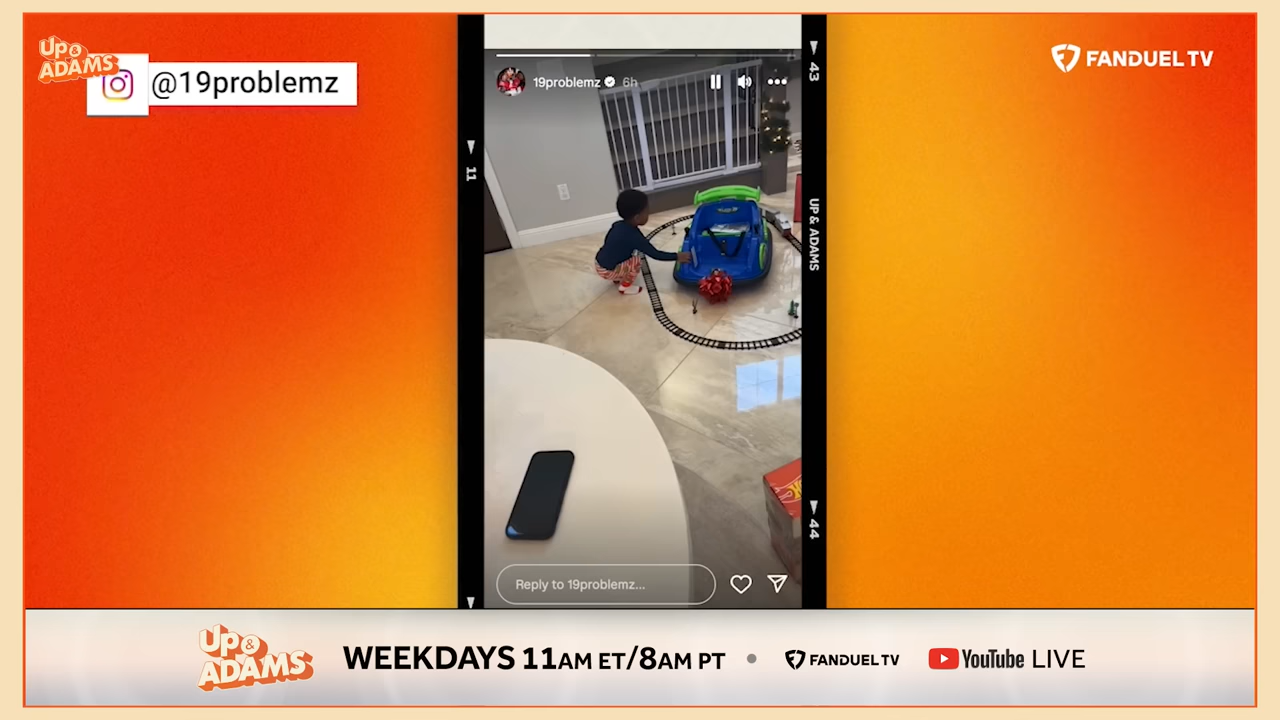 Up &
ADAMS
@19problemz
FANDUEL TV
19problemz 6h
43
11
UP & ADAMS
44
Reply to 19problemz...
Up &
ADAMS
WEEKDAYS 11AM ET/8AM PT • FANDUEL TV YouTube LIVE